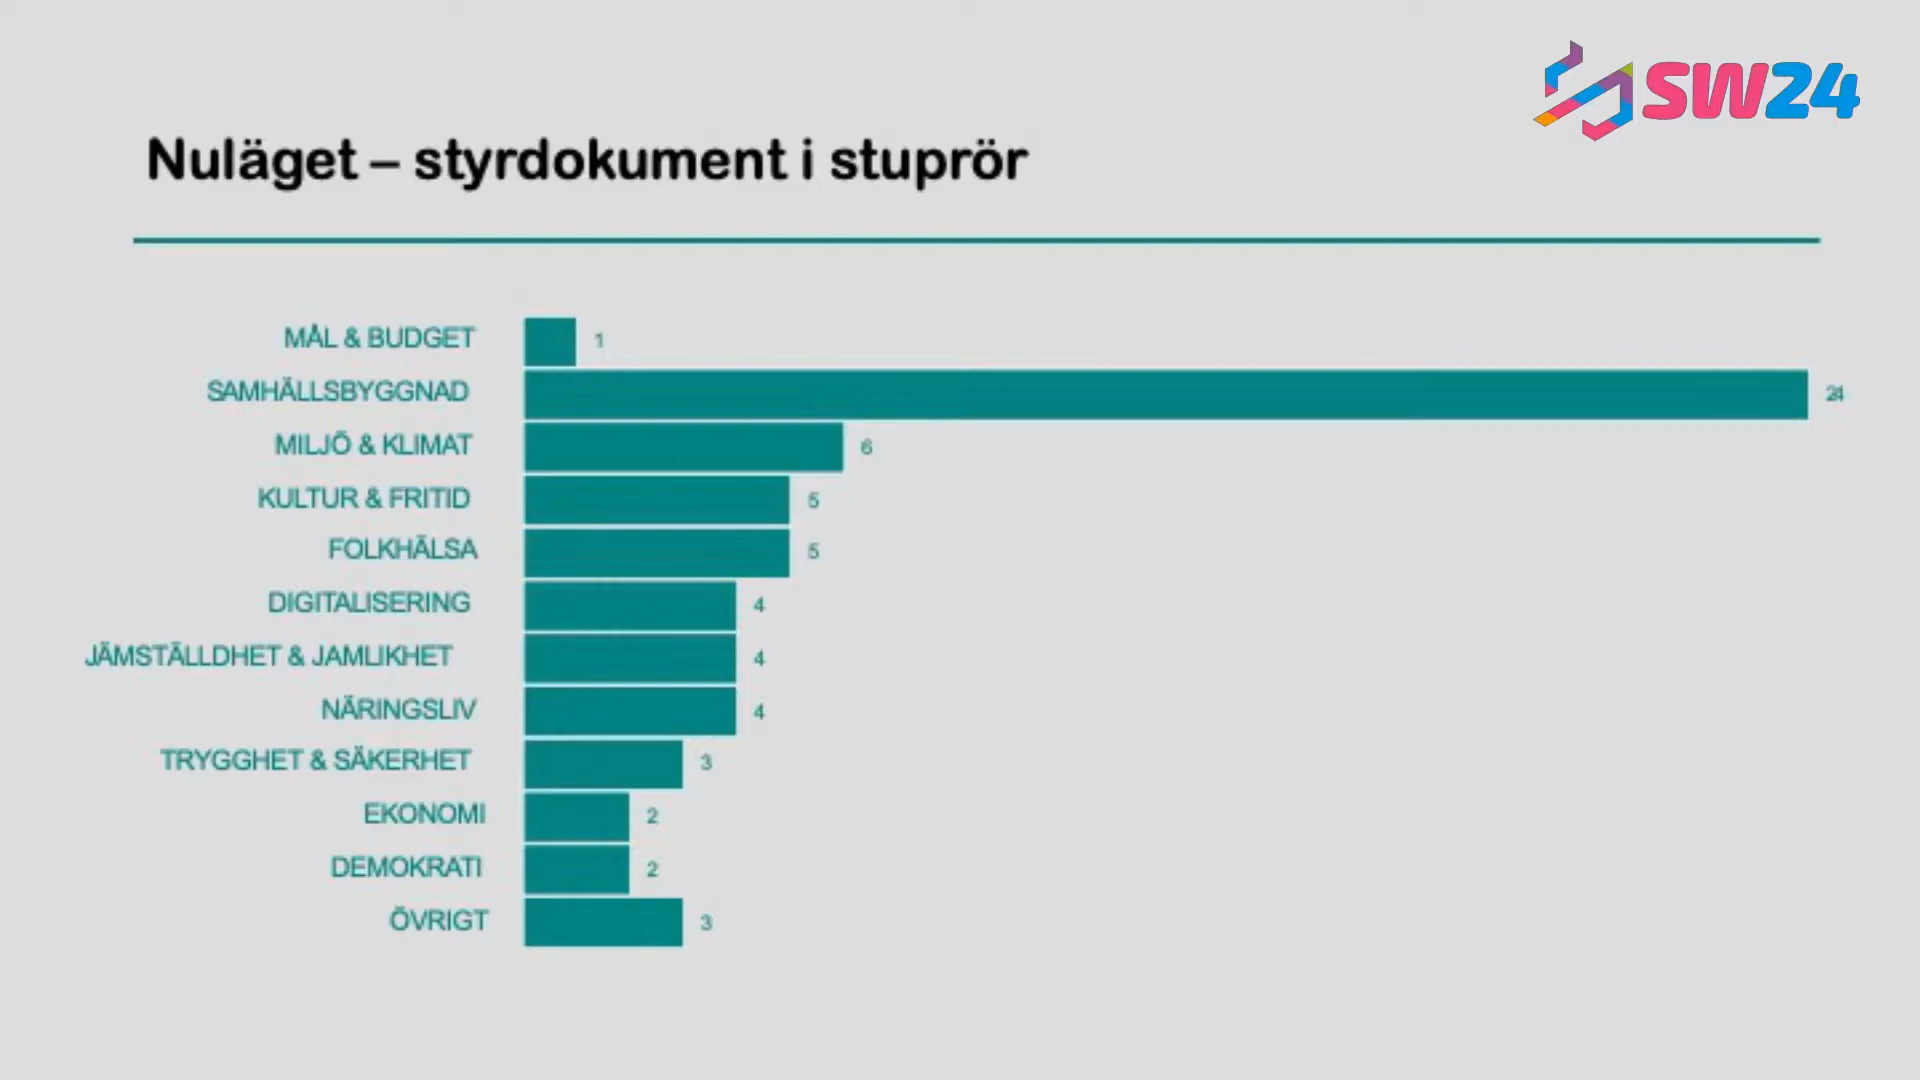 SW24
Nuläget – styrdokument i stuprör
MÅL & BUDGET 1
SAMHÄLLSBYGGNAD 24
MILJÖ & KLIMAT 6
KULTUR & FRITID 5
FOLKHÄLSA 5
DIGITALISERING 4
JÄMSTÄLLDHET & JAMLIKHET 4
NÄRINGSLIV 4
TRYGGHET & SÄKERHET 3
EKONOMI 2
DEMOKRATI 2
ÖVRIGT 3